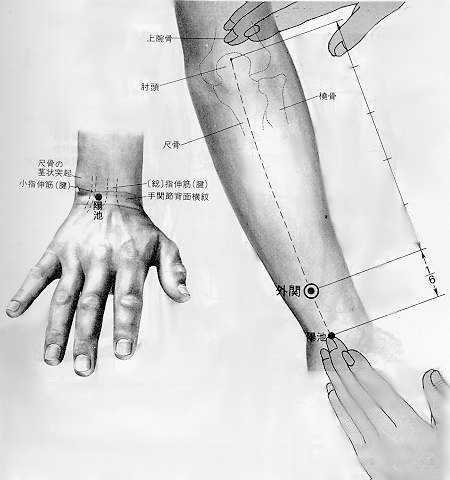 上腕骨
肘頭
橈骨
尺骨
尺骨の
茎状突起
小指伸筋(腱)
(総)指伸筋(腱)
手関節背面横紋
陽池
外関
陽池
1/6